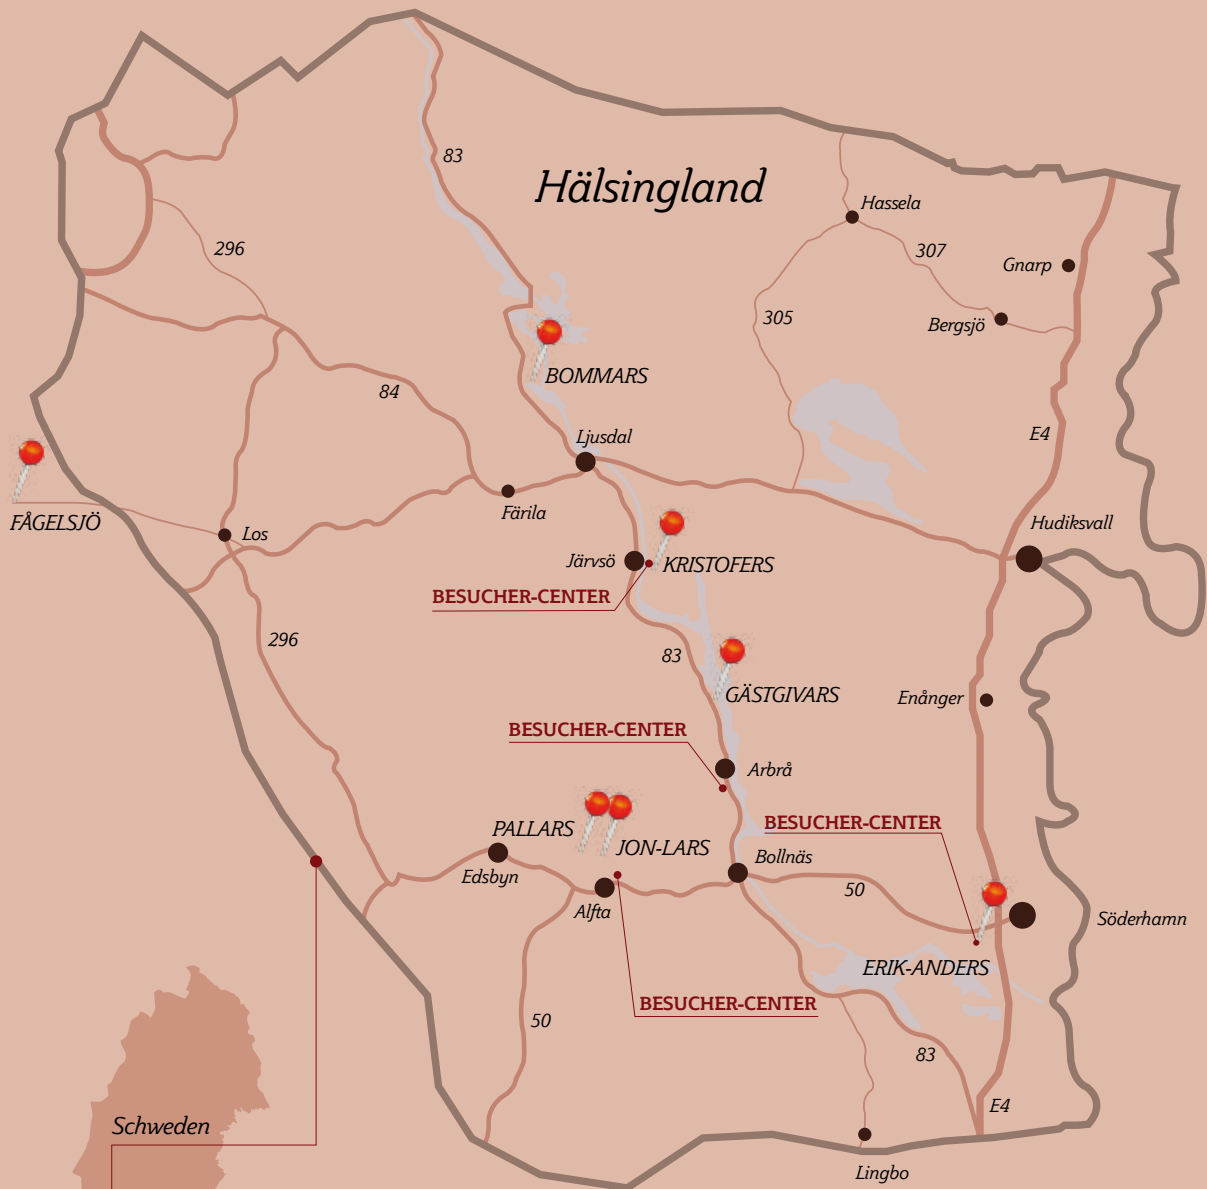 83
Hälsingland
Hassela
296
307
Gnarp
305
Bergsjö
BOMMARS
84
Ljusdal
E4
FÅGELSJÖ
Färila
Hudiksvall
Los
Järvsö
KRISTOFERS
BESUCHER-CENTER
296
83
GÄSTGIVARS
Enånger
BESUCHER-CENTER
Arbrå
PALLARS
BESUCHER-CENTER
JON-LARS
Bollnäs
Edsbyn
50
Alfta
Söderhamn
ERIK-ANDERS
BESUCHER-CENTER
50
83
E4
Schweden
Lingbo